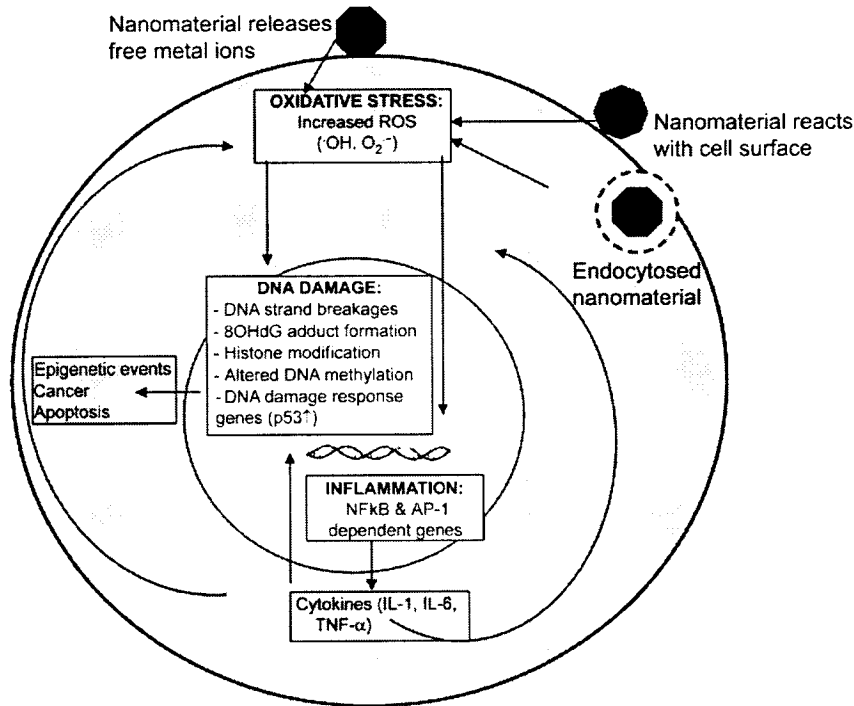 Nanomaterial releases
free metal ions
OXIDATIVE STRESS:
Increased ROS
(·OH, O₂·⁻)
Nanomaterial reacts
with cell surface
Endocytosed
nanomaterial
DNA DAMAGE:
- DNA strand breakages
- 8OHdG adduct formation
- Histone modification
- Altered DNA methylation
- DNA damage response
genes (p53↑)
Epigenetic events
Cancer
Apoptosis
INFLAMMATION:
NFkB & AP-1
dependent genes
Cytokines (IL-1, IL-6,
TNF-α)